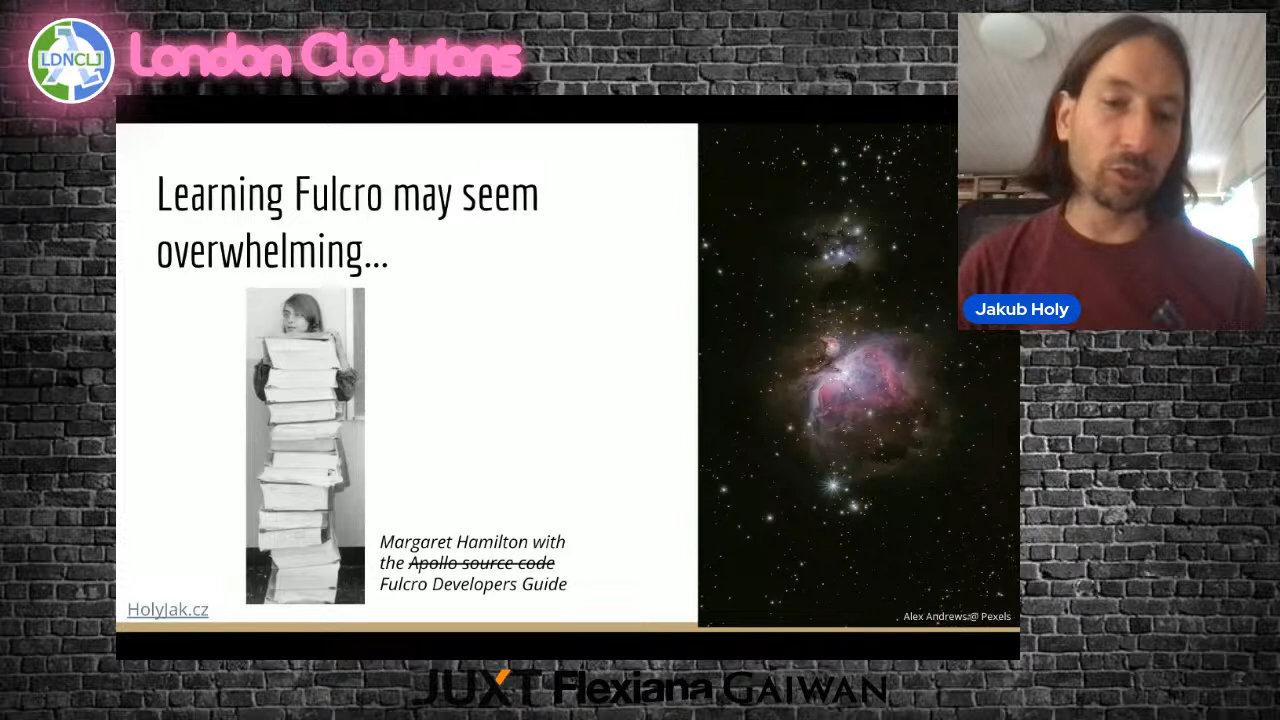 LDNCLJ
London Clojurians
Learning Fulcro may seem
overwhelming...
Margaret Hamilton with
the Apollo source code
Fulcro Developers Guide
HolyJak.cz
Alex Andrews @ Pexels
Jakub Holy
JUXT Flexiana GAIWAN